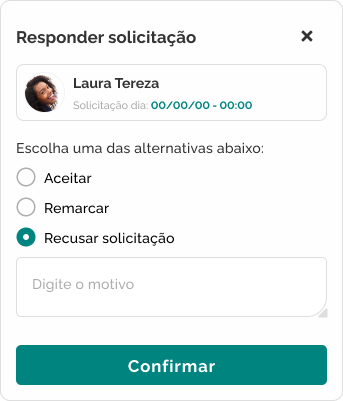 Responder solicitação
Laura Tereza
Solicitação dia: 00/00/00 - 00:00
Escolha uma das alternativas abaixo:
Aceitar
Remarcar
Recusar solicitação
Digite o motivo
Confirmar